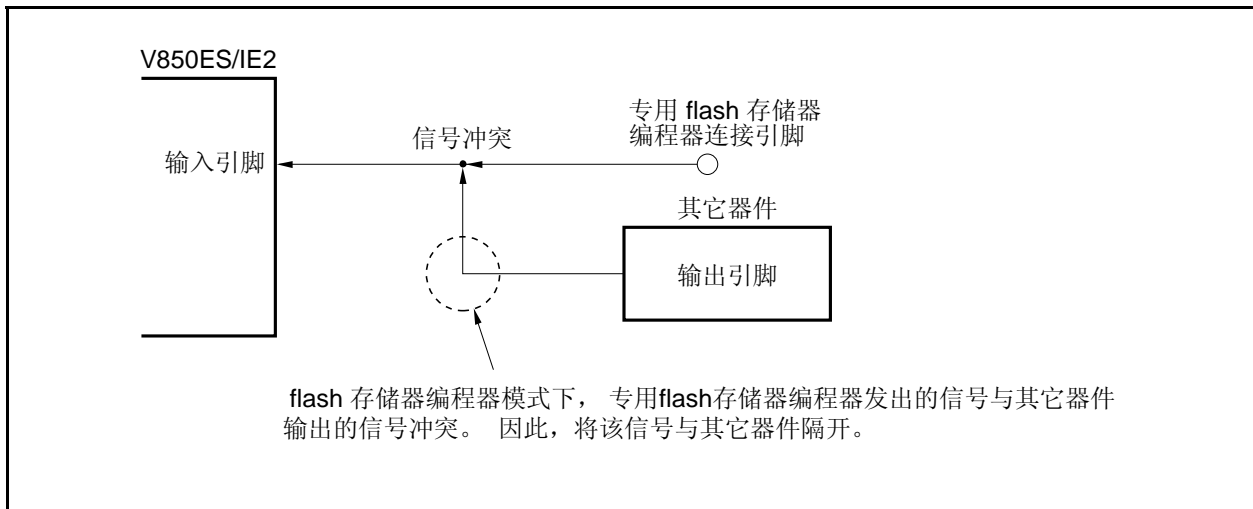 V850ES/IE2
专用 flash 存储器
编程器连接引脚
信号冲突
输入引脚
其它器件
输出引脚
flash 存储器编程器模式下， 专用flash存储器编程器发出的信号与其它器件
输出的信号冲突。 因此，将该信号与其它器件隔开。